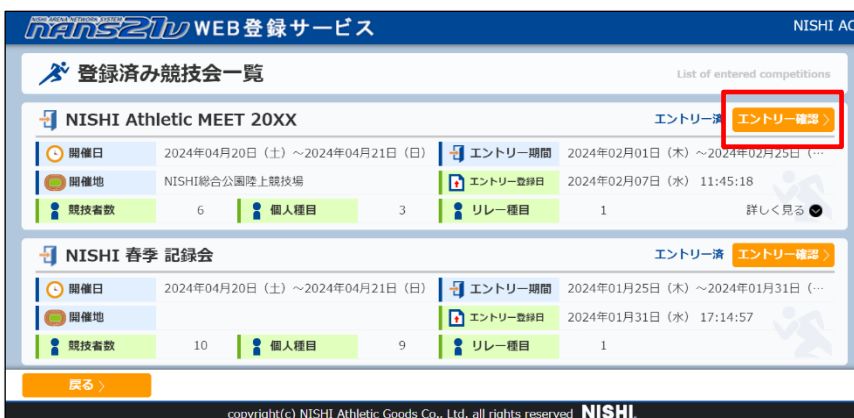 NISHI ARENA NETWORK SYSTEM
NANS21V WEB登録サービス NISHI AC
登録済み競技会一覧 List of entered competitions
NISHI Athletic MEET 20XX エントリー済 エントリー確認 〉
開催日 2024年04月20日（土）～2024年04月21日（日） エントリー期間 2024年02月01日（木）～2024年02月25日（…
開催地 NISHI総合公園陸上競技場 エントリー登録日 2024年02月07日（水） 11:45:18
競技者数 6 個人種目 3 リレー種目 1 詳しく見る
NISHI 春季 記録会 エントリー済 エントリー確認 〉
開催日 2024年04月20日（土）～2024年04月21日（日） エントリー期間 2024年01月25日（木）～2024年01月31日（…
開催地 エントリー登録日 2024年01月31日（水） 17:14:57
競技者数 10 個人種目 9 リレー種目 1
戻る 〉
copyright(c) NISHI Athletic Goods Co., Ltd. all rights reserved NISHI.